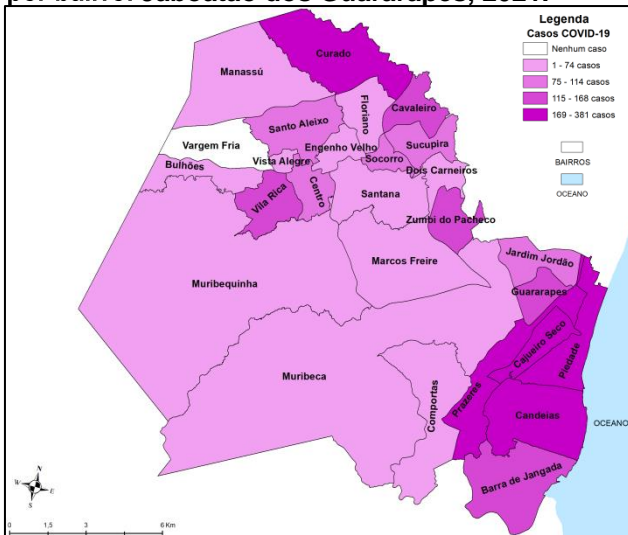 por bairro. Jaboatão dos Guararapes, 2021.
Legenda
Casos COVID-19
Nenhum caso
1 - 74 casos
75 - 114 casos
115 - 168 casos
169 - 381 casos
BAIRROS
OCEANO
Curado
Manassú
Floriano
Cavaleiro
Santo Aleixo
Vargem Fria
Engenho Velho
Sucupira
Vista Alegre
Socorro
Bulhões
Dois Carneiros
Vila Rica
Centro
Santana
Zumbi do Pacheco
Marcos Freire
Jardim Jordão
Muribequinha
Guararapes
Cajueiro Seco
Piedade
Muribeca
Comportas
Prazeres
Candeias
OCEANO
Barra de Jangada
N
W
E
S
0 1,5 3 6 Km